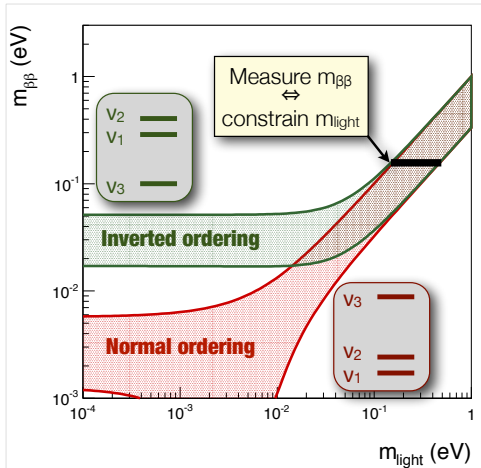 m_ββ (eV)
1
10⁻¹
10⁻²
10⁻³
Measure m_ββ
⇔
constrain m_light
ν₂
ν₁
ν₃
Inverted ordering
Normal ordering
ν₃
ν₂
ν₁
10⁻⁴
10⁻³
10⁻²
10⁻¹
1
m_light (eV)